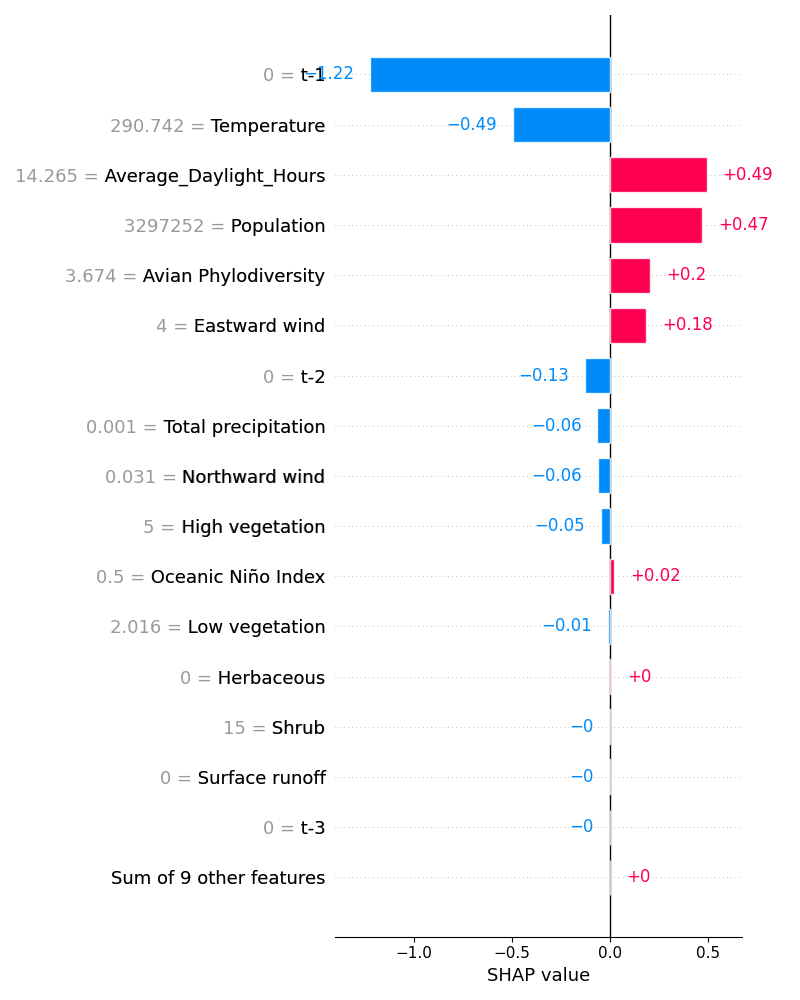 0 = t-1 −1.22
290.742 = Temperature −0.49
14.265 = Average_Daylight_Hours +0.49
3297252 = Population +0.47
3.674 = Avian Phylodiversity +0.2
4 = Eastward wind +0.18
0 = t-2 −0.13
0.001 = Total precipitation −0.06
0.031 = Northward wind −0.06
5 = High vegetation −0.05
0.5 = Oceanic Niño Index +0.02
2.016 = Low vegetation −0.01
0 = Herbaceous +0
15 = Shrub −0
0 = Surface runoff −0
0 = t-3 −0
Sum of 9 other features +0
−1.0 −0.5 0.0 0.5
SHAP value